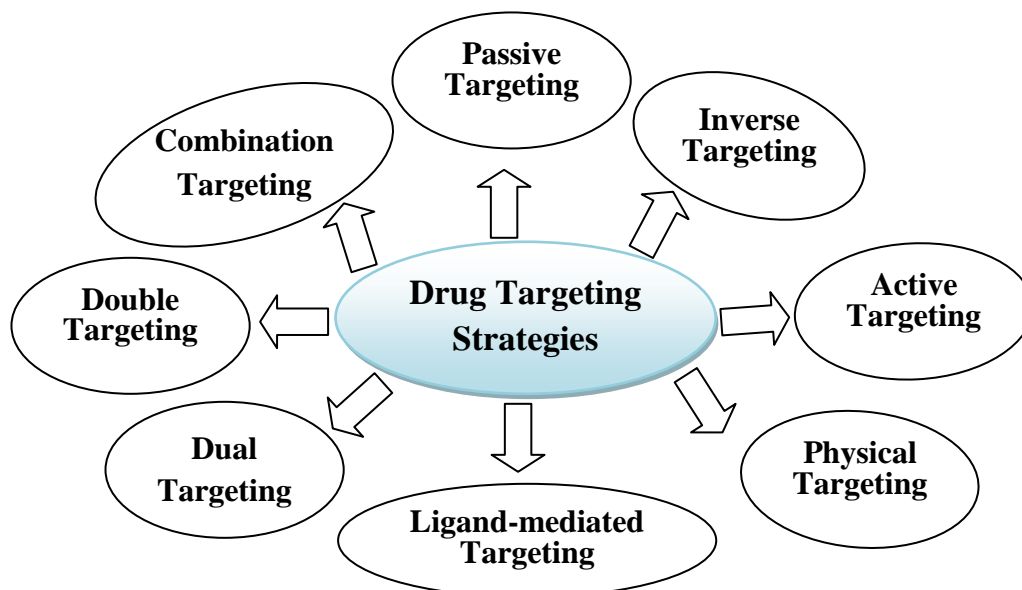 Passive
Targeting
Combination
Targeting
Inverse
Targeting
Double
Targeting
Drug Targeting
Strategies
Active
Targeting
Dual
Targeting
Physical
Targeting
Ligand-mediated
Targeting